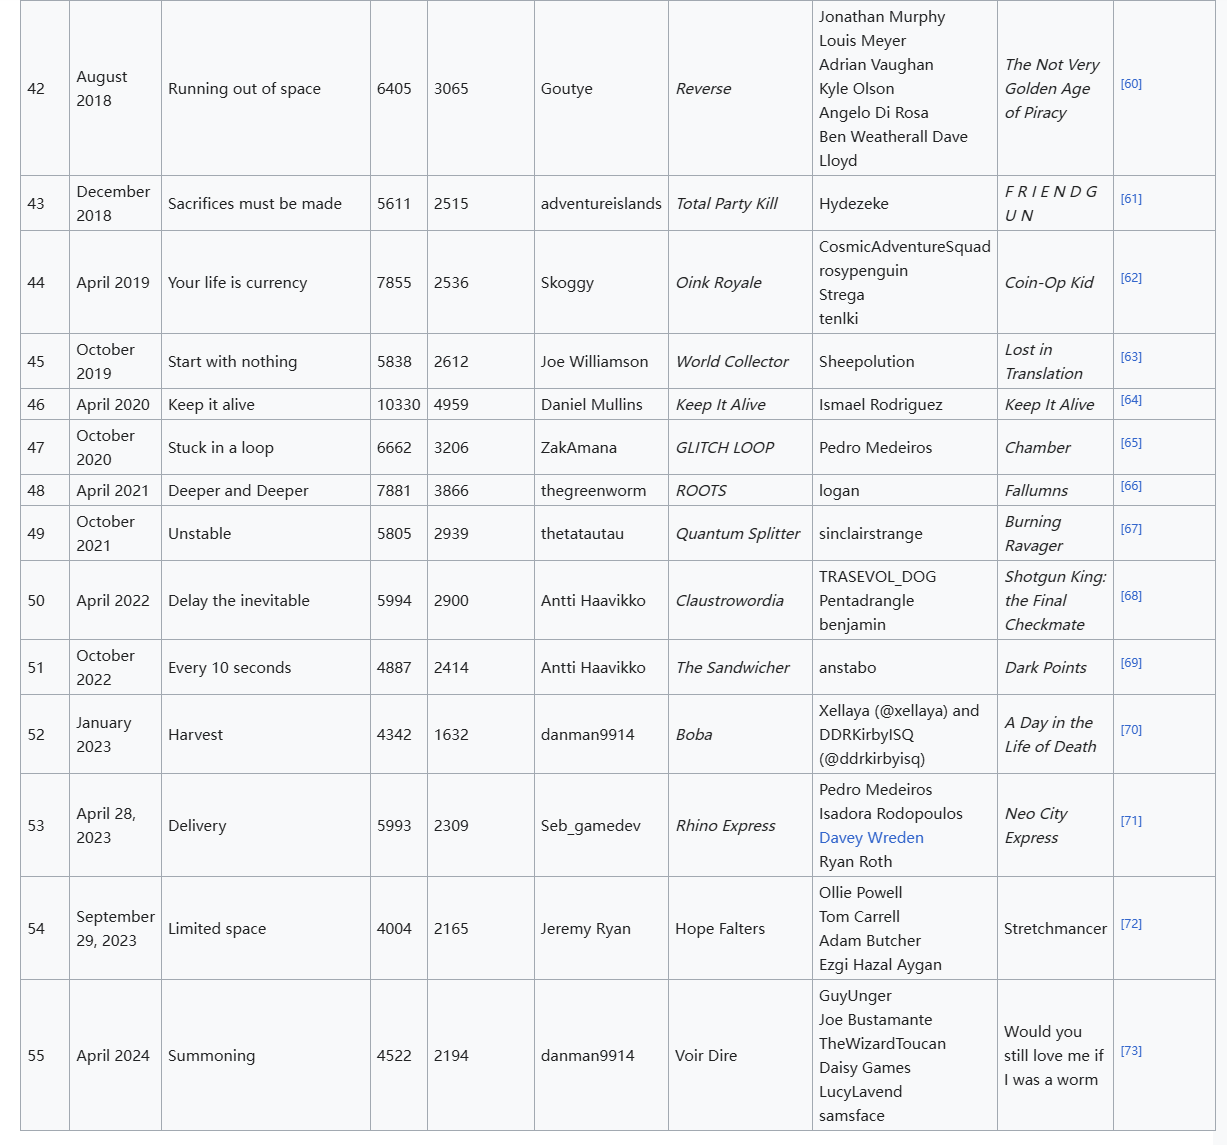 42
August
2018
Running out of space
6405
3065
Goutye
Reverse
Jonathan Murphy
Louis Meyer
Adrian Vaughan
Kyle Olson
Angelo Di Rosa
Ben Weatherall Dave
Lloyd
The Not Very
Golden Age
of Piracy
[60]
43
December
2018
Sacrifices must be made
5611
2515
adventureislands
Total Party Kill
Hydezeke
F R I E N D G
U N
[61]
44
April 2019
Your life is currency
7855
2536
Skoggy
Oink Royale
CosmicAdventureSquad
rosypenguin
Strega
tenlki
Coin-Op Kid
[62]
45
October
2019
Start with nothing
5838
2612
Joe Williamson
World Collector
Sheepolution
Lost in
Translation
[63]
46
April 2020
Keep it alive
10330
4959
Daniel Mullins
Keep It Alive
Ismael Rodriguez
Keep It Alive
[64]
47
October
2020
Stuck in a loop
6662
3206
ZakAmana
GLITCH LOOP
Pedro Medeiros
Chamber
[65]
48
April 2021
Deeper and Deeper
7881
3866
thegreenworm
ROOTS
logan
Fallumns
[66]
49
October
2021
Unstable
5805
2939
thetatautau
Quantum Splitter
sinclairstrange
Burning
Ravager
[67]
50
April 2022
Delay the inevitable
5994
2900
Antti Haavikko
Claustrowordia
TRASEVOL_DOG
Pentadrangle
benjamin
Shotgun King:
the Final
Checkmate
[68]
51
October
2022
Every 10 seconds
4887
2414
Antti Haavikko
The Sandwicher
anstabo
Dark Points
[69]
52
January
2023
Harvest
4342
1632
danman9914
Boba
Xellaya (@xellaya) and
DDRKirbyISQ
(@ddrkirbyisq)
A Day in the
Life of Death
[70]
53
April 28,
2023
Delivery
5993
2309
Seb_gamedev
Rhino Express
Pedro Medeiros
Isadora Rodopoulos
Davey Wreden
Ryan Roth
Neo City
Express
[71]
54
September
29, 2023
Limited space
4004
2165
Jeremy Ryan
Hope Falters
Ollie Powell
Tom Carrell
Adam Butcher
Ezgi Hazal Aygan
Stretchmancer
[72]
55
April 2024
Summoning
4522
2194
danman9914
Voir Dire
GuyUnger
Joe Bustamante
TheWizardToucan
Daisy Games
LucyLavend
samsface
Would you
still love me if
I was a worm
[73]